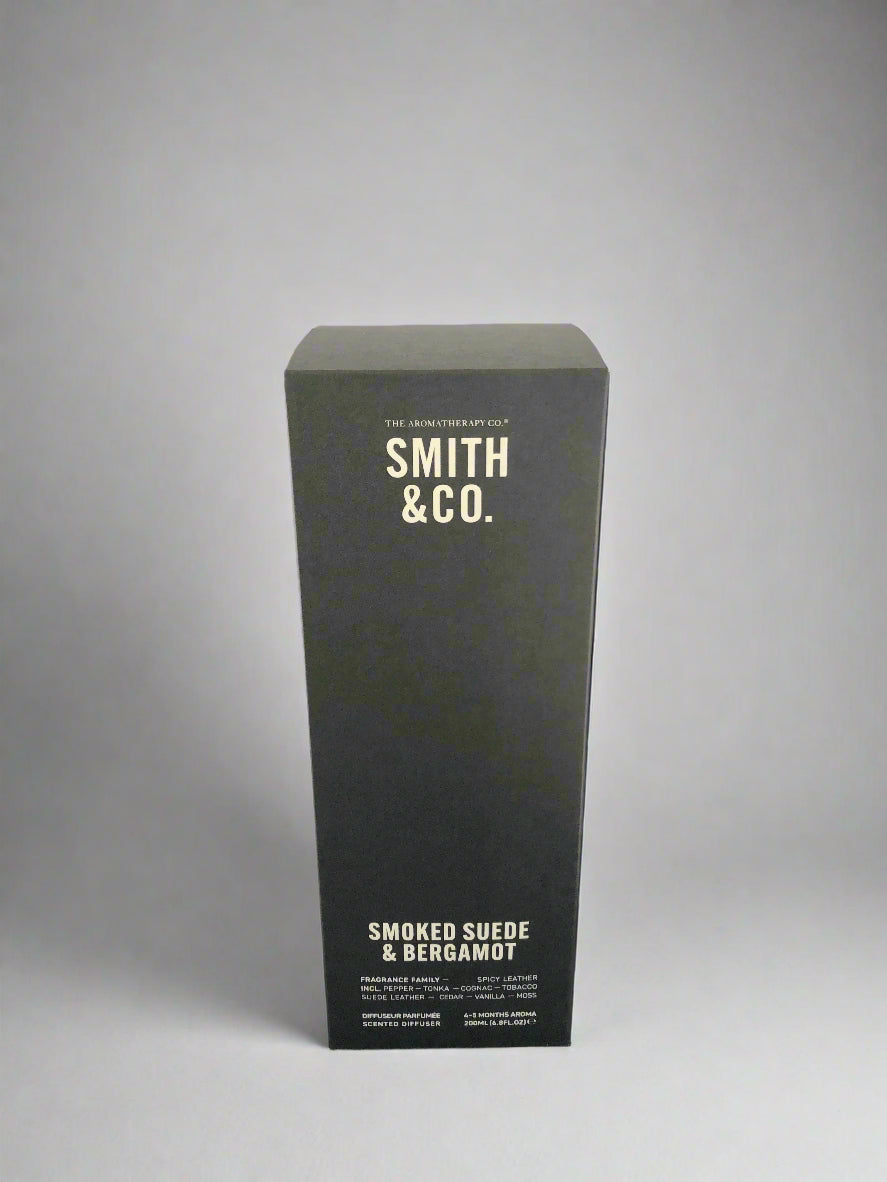 THE AROMATHERAPY CO.®
SMITH
&CO.
SMOKED SUEDE
& BERGAMOT
FRAGRANCE FAMILY — SPICY LEATHER
INCL. PEPPER — TONKA — COGNAC — TOBACCO
SUEDE LEATHER — CEDAR — VANILLA — MOSS
DIFFUSEUR PARFUMÉE 4-5 MONTHS AROMA
SCENTED DIFFUSER 200ML (6.8FL.OZ) ℮